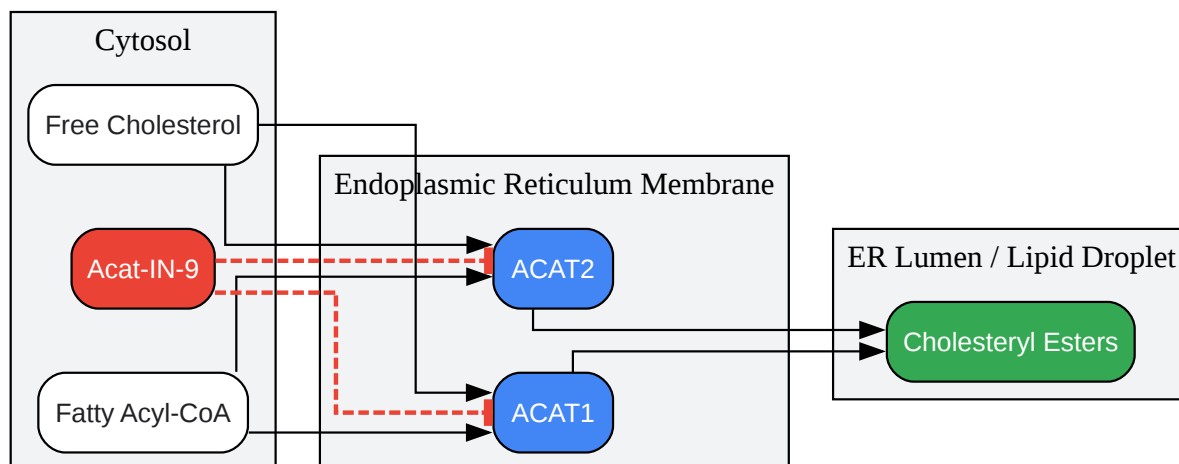 Cytosol
Free Cholesterol
Acat-IN-9
Fatty Acyl-CoA
Endoplasmic Reticulum Membrane
ACAT2
ACAT1
ER Lumen / Lipid Droplet
Cholesteryl Esters